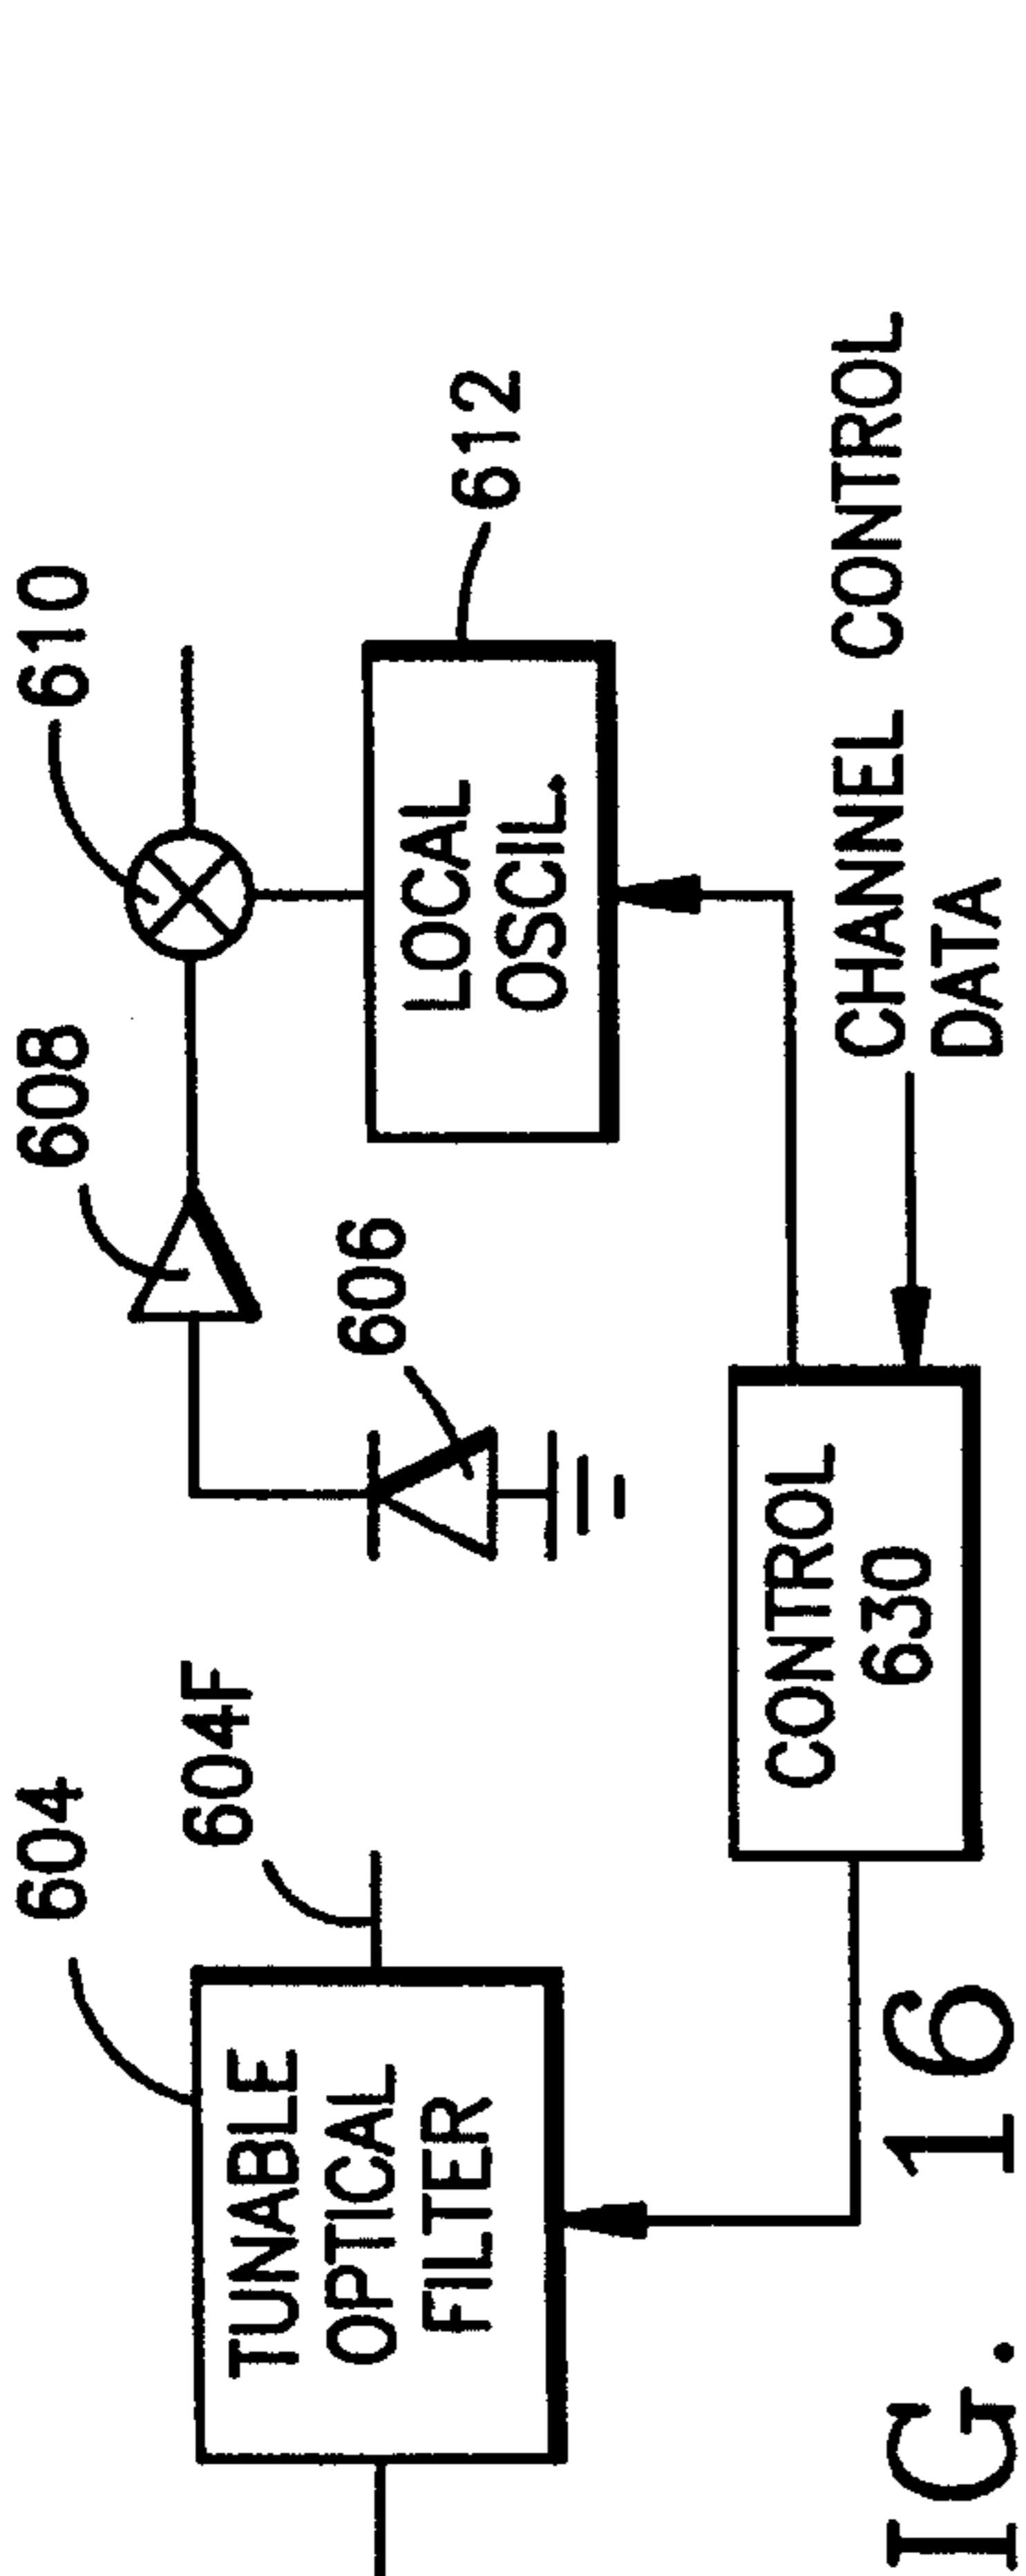 604
608
610
604F
606
612
TUNABLE
OPTICAL
FILTER
LOCAL
OSCIL.
CONTROL
630
CHANNEL CONTROL
DATA
IG. 16